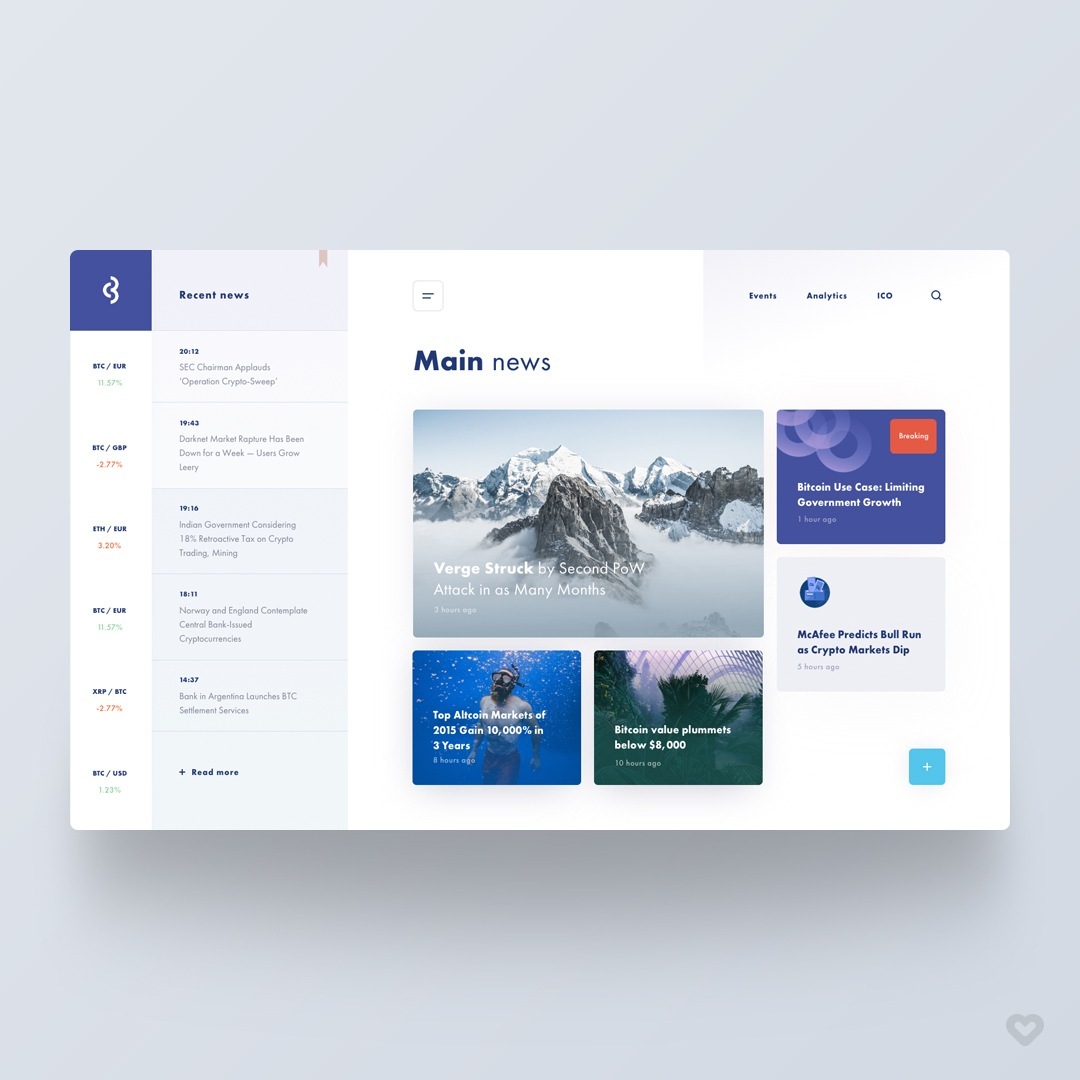 Recent news
BTC / EUR
11.57%
BTC / GBP
-2.77%
ETH / EUR
3.20%
BTC / EUR
11.57%
XRP / BTC
-2.77%
BTC / USD
1.23%
20:12
SEC Chairman Applauds
‘Operation Crypto-Sweep’
19:43
Darknet Market Rapture Has Been
Down for a Week — Users Grow
Leery
19:16
Indian Government Considering
18% Retroactive Tax on Crypto
Trading, Mining
18:11
Norway and England Contemplate
Central Bank-Issued
Cryptocurrencies
14:37
Bank in Argentina Launches BTC
Settlement Services
+ Read more
Events
Analytics
ICO
Main news
Verge Struck by Second PoW
Attack in as Many Months
3 hours ago
Breaking
Bitcoin Use Case: Limiting
Government Growth
1 hour ago
McAfee Predicts Bull Run
as Crypto Markets Dip
5 hours ago
Top Altcoin Markets of
2015 Gain 10,000% in
3 Years
8 hours ago
Bitcoin value plummets
below $8,000
10 hours ago
+